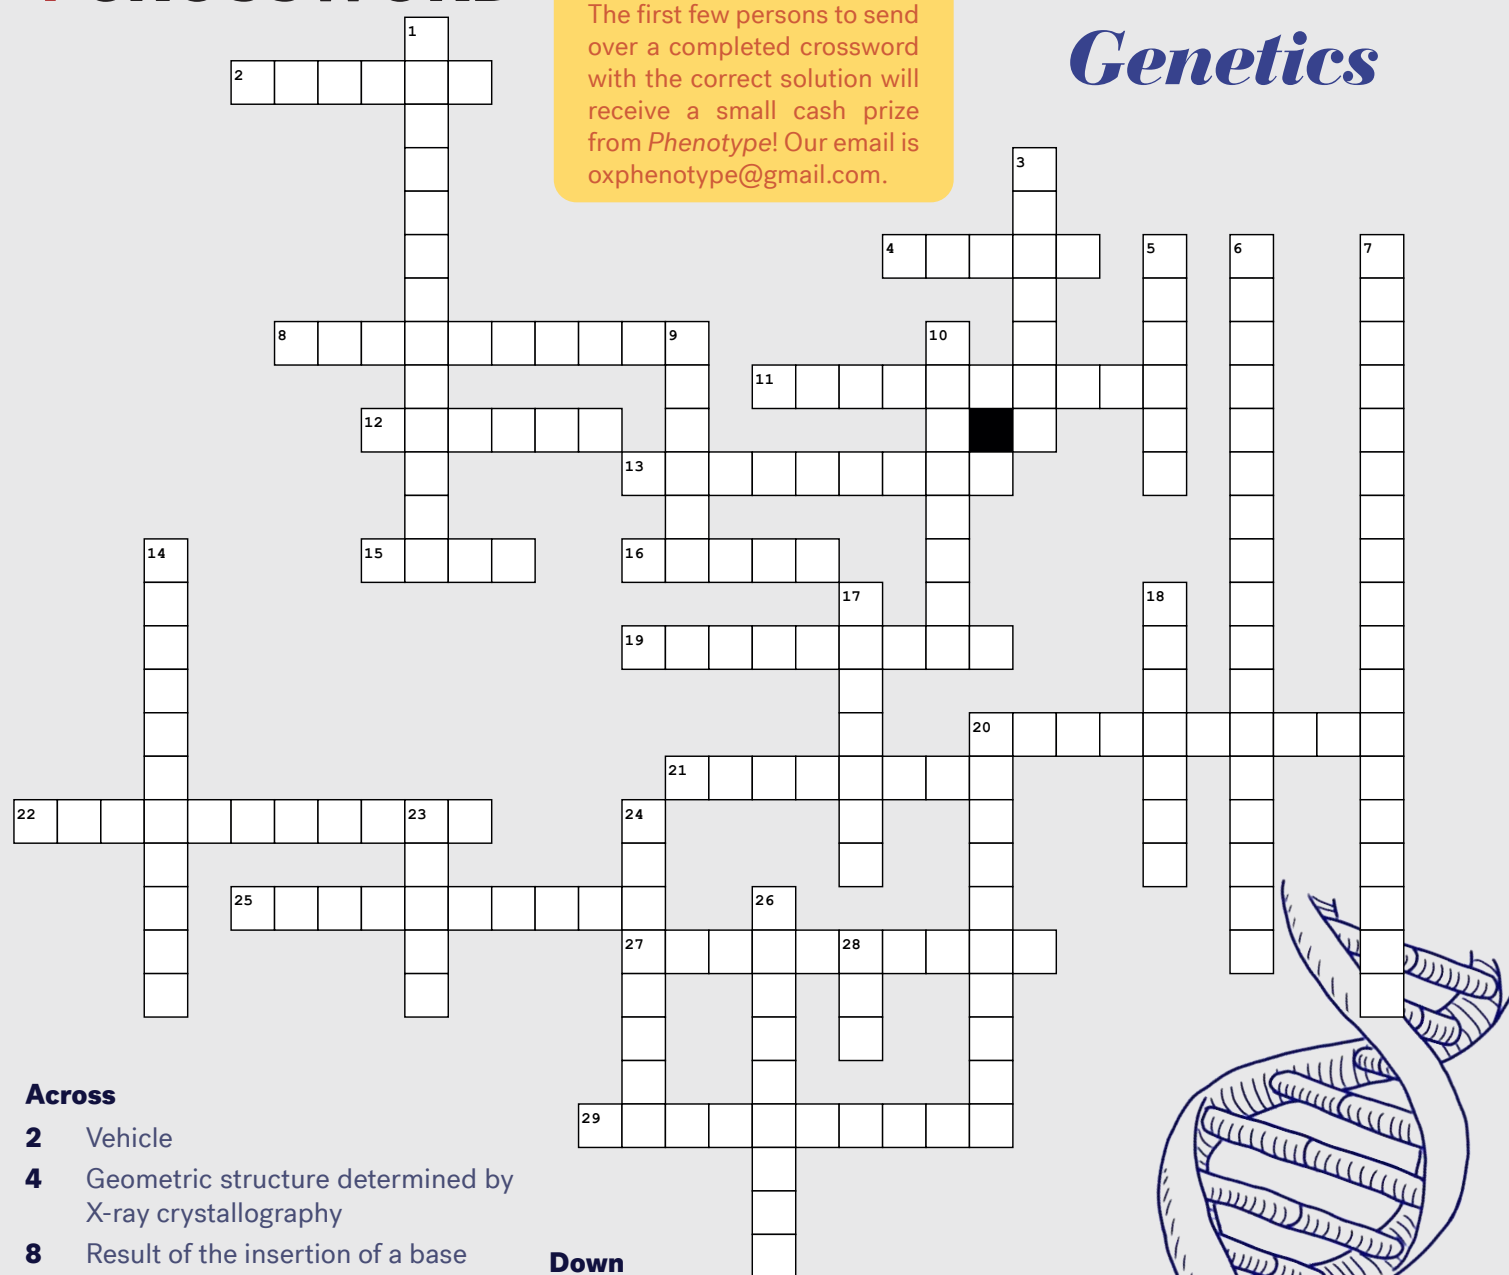 The first few persons to send
over a completed crossword
with the correct solution will
receive a small cash prize
from Phenotype! Our email is
oxphenotype@gmail.com.
Genetics
1
2
3
4 5 6 7
8 9 10
11
12
13
14 15 16
17 18
19
20
21
22 23 24
25 26
27 28
29
Across
2 Vehicle
4 Geometric structure determined by
X-ray crystallography
8 Result of the insertion of a base
Down